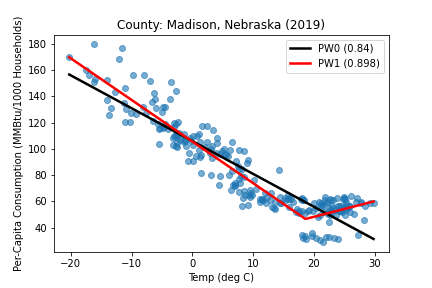 County: Madison, Nebraska (2019)
PW0 (0.84)
PW1 (0.898)
Per-Capita Consumption (MMBtu/1000 Households)
180
160
140
120
100
80
60
40
−20 −10 0 10 20 30
Temp (deg C)